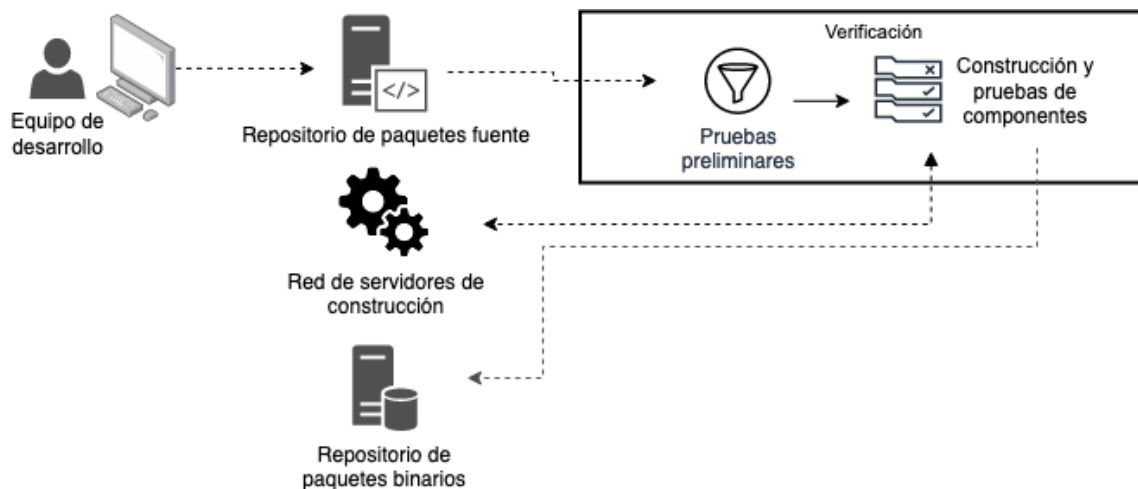 Verificación
Equipo de
desarrollo
</>
Repositorio de paquetes fuente
Pruebas
preliminares
Construcción y
pruebas de
componentes
Red de servidores de
construcción
Repositorio de
paquetes binarios